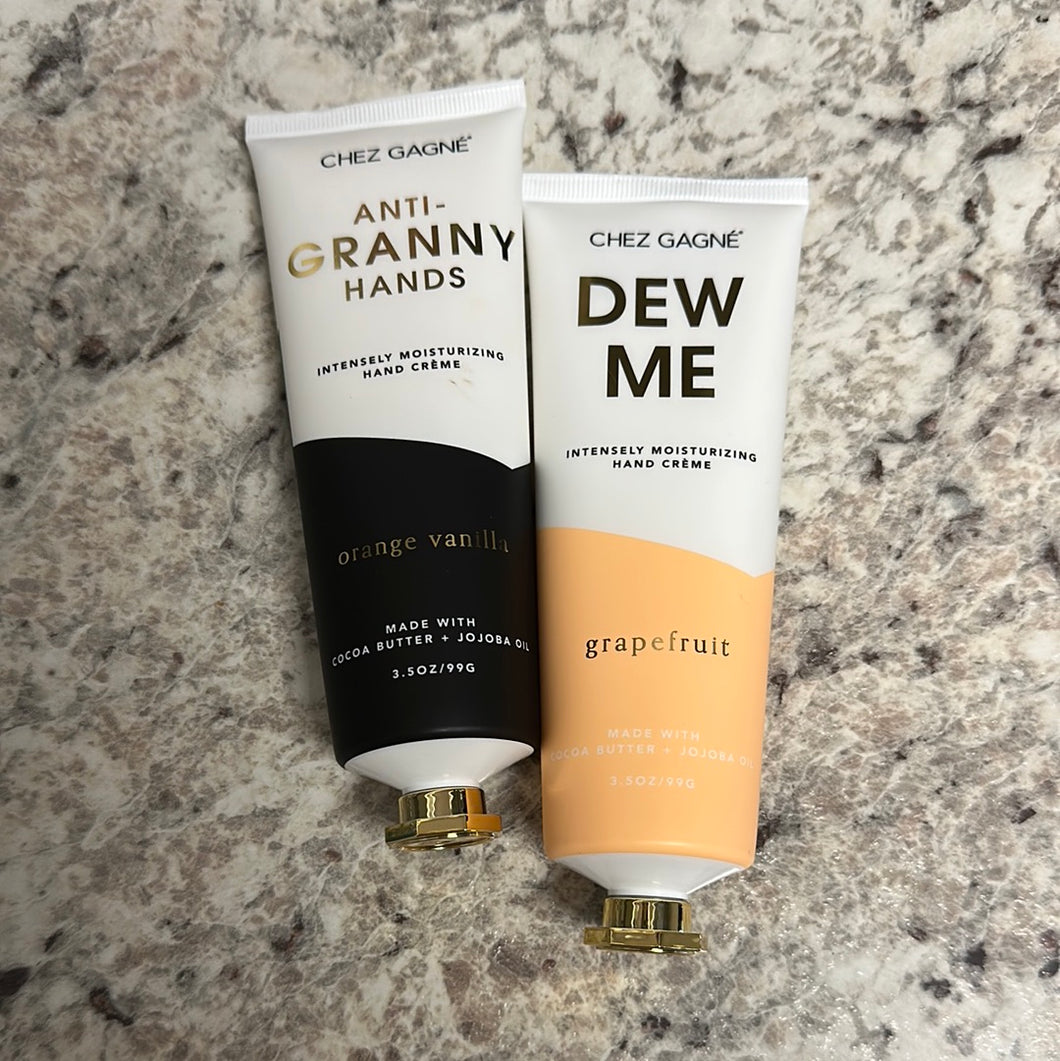 CHEZ GAGNÉ®
ANTI-
GRANNY
HANDS
INTENSELY MOISTURIZING
HAND CRÈME
orange vanilla
MADE WITH
COCOA BUTTER + JOJOBA OIL
3.5OZ/99G
CHEZ GAGNÉ®
DEW
ME
INTENSELY MOISTURIZING
HAND CRÈME
grapefruit
MADE WITH
COCOA BUTTER + JOJOBA OIL
3.5OZ/99G